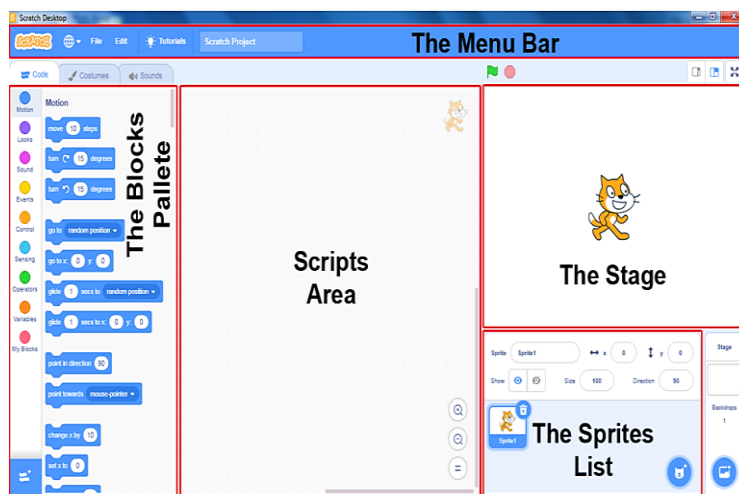 Scratch Desktop
SCRATCH File Edit Tutorials Scratch Project The Menu Bar
Code Costumes Sounds
Motion
Looks
Sound
Events
Control
Sensing
Operators
Variables
My Blocks
Motion
move 10 steps
turn 15 degrees
turn 15 degrees
go to random position
go to x: 0 y: 0
glide 1 secs to random position
glide 1 secs to x: 0 y: 0
point in direction 90
point towards mouse-pointer
change x by 10
set x to 0
The Blocks
Pallete
Scripts
Area
The Stage
Sprite Sprite1 x 0 y 0
Show Size 100 Direction 90
Sprite1
The Sprites
List
Stage
Backdrops
1